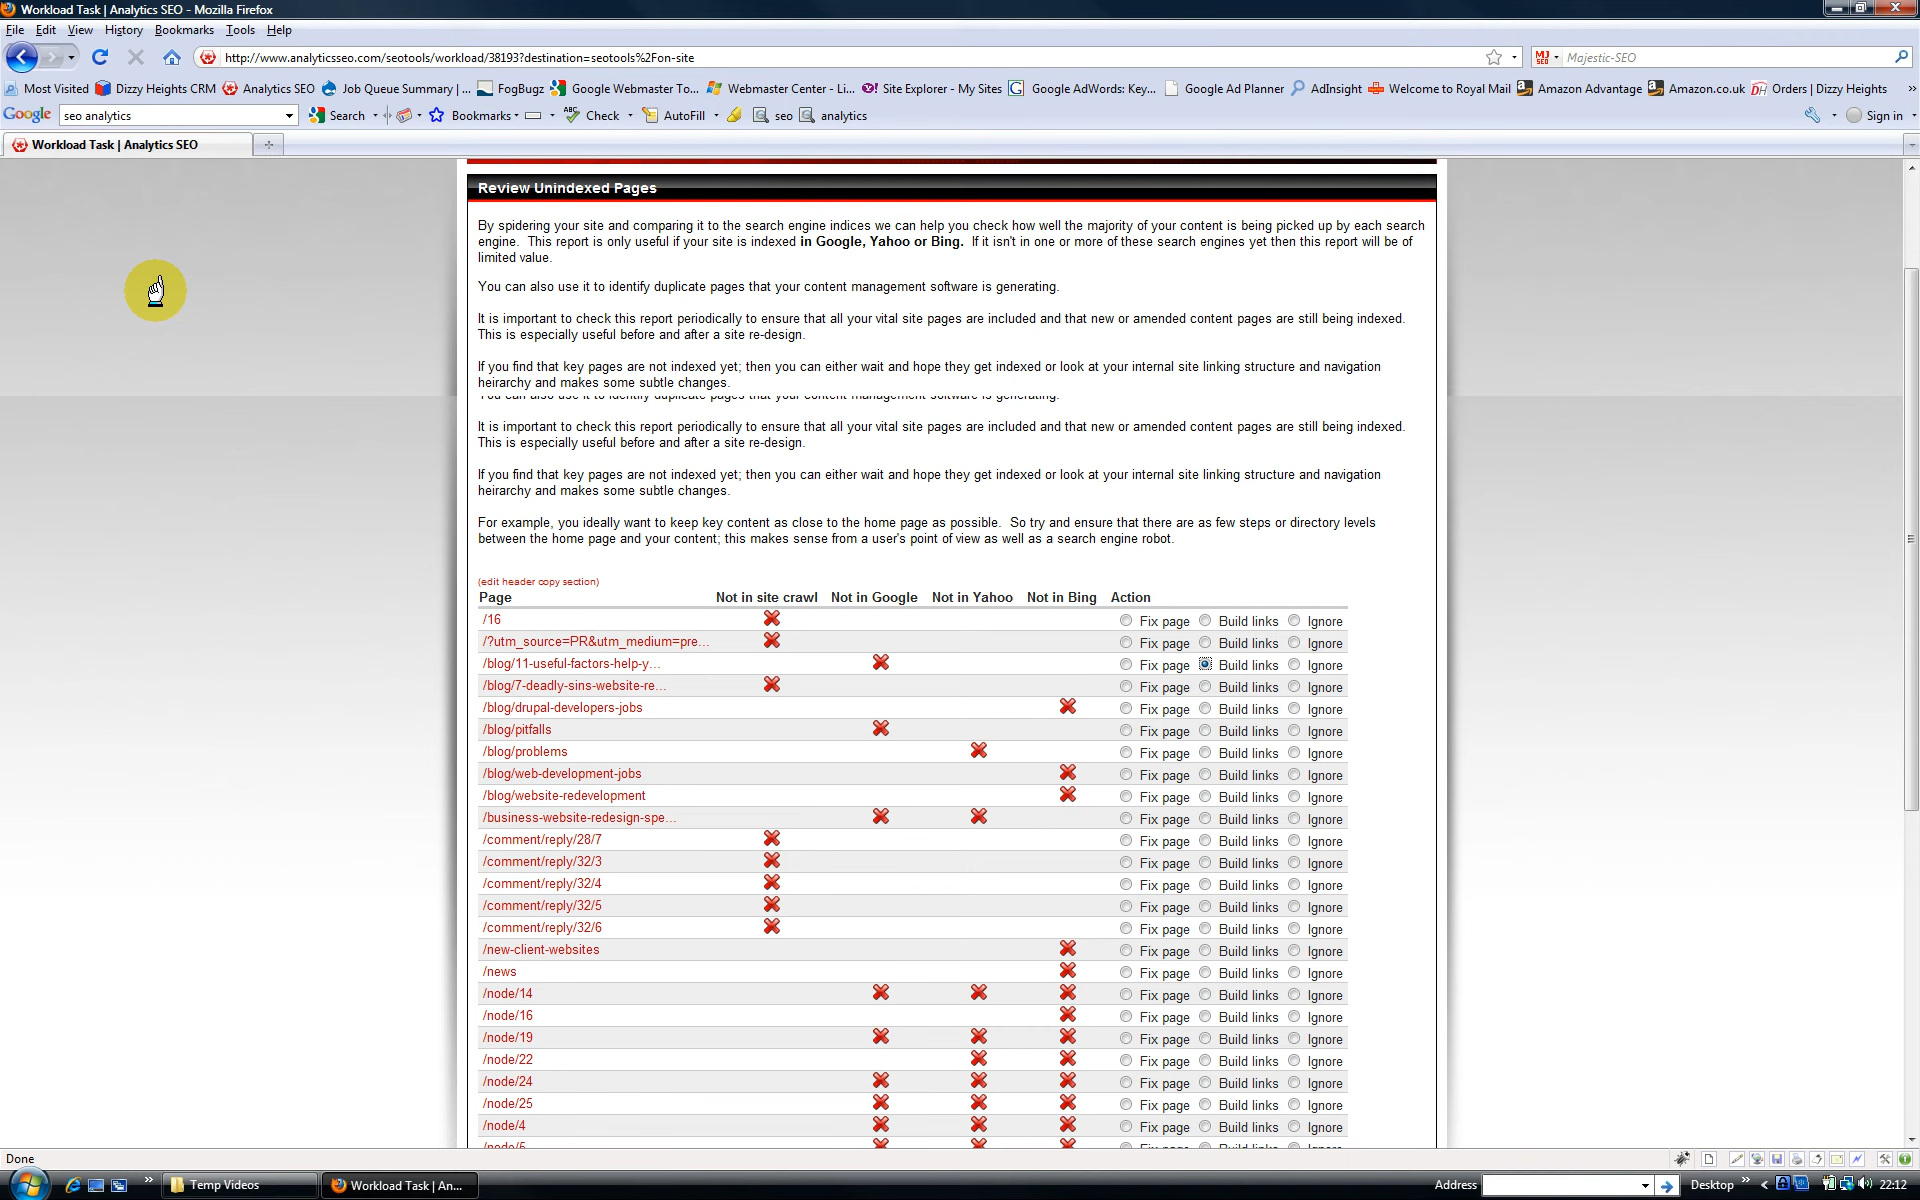 Workload Task | Analytics SEO - Mozilla Firefox
File Edit View History Bookmarks Tools Help
http://www.analyticsseo.com/seotools/workload/38193?destination=seotools%2Fon-site
MJ SEO Majestic-SEO
Most Visited Dizzy Heights CRM Analytics SEO Job Queue Summary | ... FogBugz Google Webmaster To... Webmaster Center - Li... Site Explorer - My Sites Google AdWords: Key... Google Ad Planner AdInsight Welcome to Royal Mail Amazon Advantage Amazon.co.uk Orders | Dizzy Heights
Google seo analytics Search Bookmarks Check AutoFill seo analytics Sign in
Workload Task | Analytics SEO
Review Unindexed Pages
By spidering your site and comparing it to the search engine indices we can help you check how well the majority of your content is being picked up by each search
engine. This report is only useful if your site is indexed in Google, Yahoo or Bing. If it isn't in one or more of these search engines yet then this report will be of
limited value.
You can also use it to identify duplicate pages that your content management software is generating.
It is important to check this report periodically to ensure that all your vital site pages are included and that new or amended content pages are still being indexed.
This is especially useful before and after a site re-design.
If you find that key pages are not indexed yet; then you can either wait and hope they get indexed or look at your internal site linking structure and navigation
heirarchy and makes some subtle changes.
You can also use it to identify duplicate pages that your content management software is generating.
It is important to check this report periodically to ensure that all your vital site pages are included and that new or amended content pages are still being indexed.
This is especially useful before and after a site re-design.
If you find that key pages are not indexed yet; then you can either wait and hope they get indexed or look at your internal site linking structure and navigation
heirarchy and makes some subtle changes.
For example, you ideally want to keep key content as close to the home page as possible. So try and ensure that there are as few steps or directory levels
between the home page and your content; this makes sense from a user's point of view as well as a search engine robot.
(edit header copy section)
Page Not in site crawl Not in Google Not in Yahoo Not in Bing Action
/16 Fix page Build links Ignore
/?utm_source=PR&utm_medium=pre... Fix page Build links Ignore
/blog/11-useful-factors-help-y... Fix page Build links Ignore
/blog/7-deadly-sins-website-re... Fix page Build links Ignore
/blog/drupal-developers-jobs Fix page Build links Ignore
/blog/pitfalls Fix page Build links Ignore
/blog/problems Fix page Build links Ignore
/blog/web-development-jobs Fix page Build links Ignore
/blog/website-redevelopment Fix page Build links Ignore
/business-website-redesign-spe... Fix page Build links Ignore
/comment/reply/28/7 Fix page Build links Ignore
/comment/reply/32/3 Fix page Build links Ignore
/comment/reply/32/4 Fix page Build links Ignore
/comment/reply/32/5 Fix page Build links Ignore
/comment/reply/32/6 Fix page Build links Ignore
/new-client-websites Fix page Build links Ignore
/news Fix page Build links Ignore
/node/14 Fix page Build links Ignore
/node/16 Fix page Build links Ignore
/node/19 Fix page Build links Ignore
/node/22 Fix page Build links Ignore
/node/24 Fix page Build links Ignore
/node/25 Fix page Build links Ignore
/node/4 Fix page Build links Ignore
/node/5 Fix page Build links Ignore
Done
Temp Videos Workload Task | An... Address Desktop 22:12